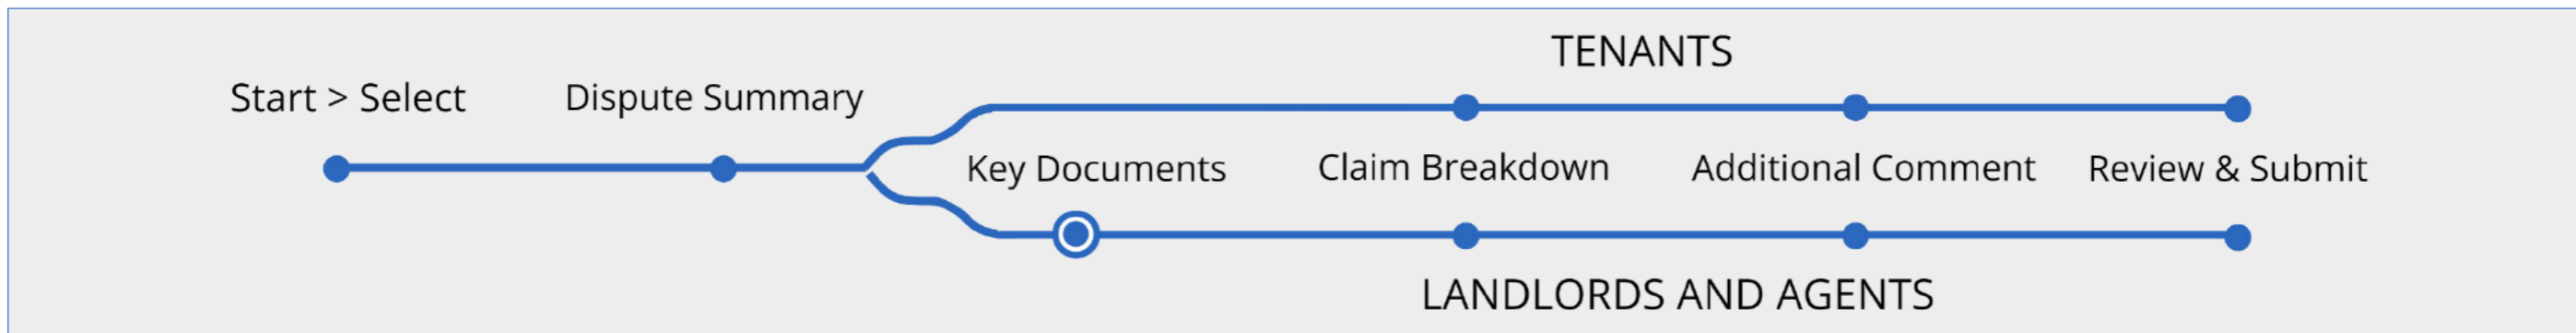 TENANTS
Start > Select
Dispute Summary
Key Documents
Claim Breakdown
Additional Comment
Review & Submit
LANDLORDS AND AGENTS